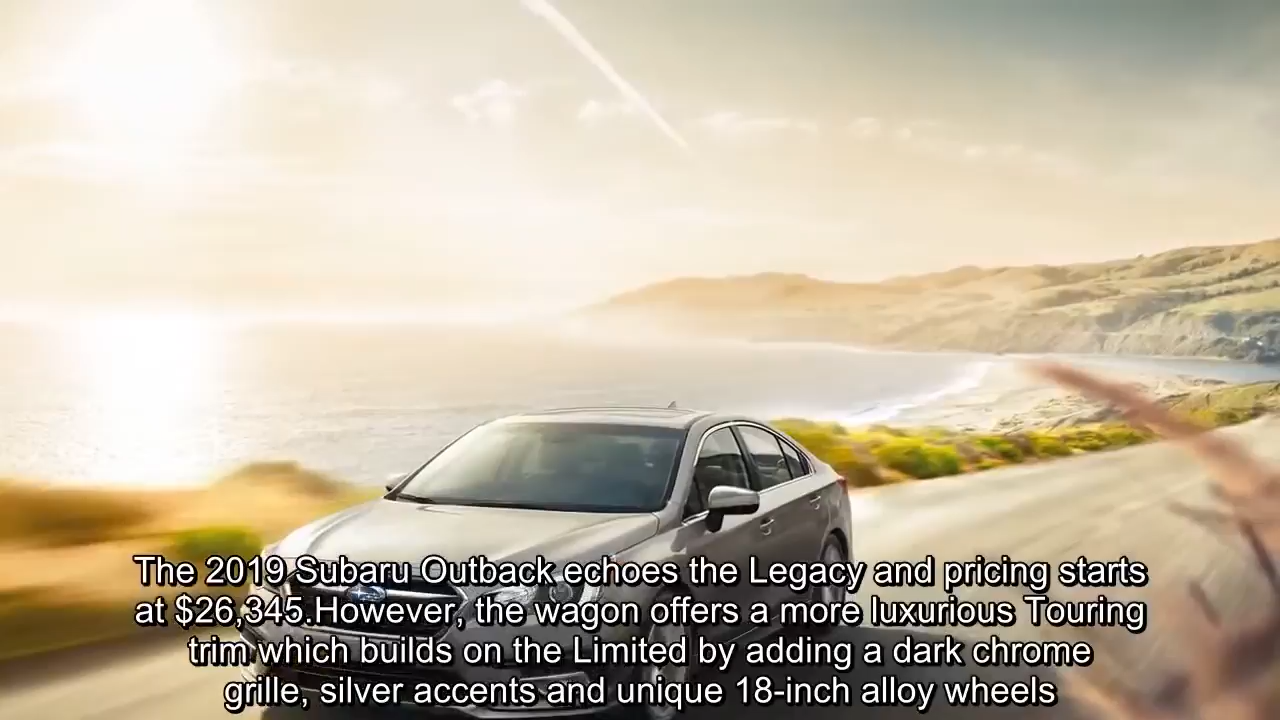 The 2019 Subaru Outback echoes the Legacy and pricing starts
at $26,345.However, the wagon offers a more luxurious Touring
trim which builds on the Limited by adding a dark chrome
grille, silver accents and unique 18-inch alloy wheels